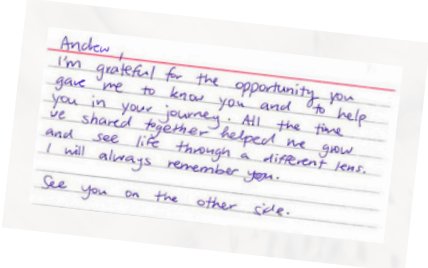 Andrew,
I'm grateful for the opportunity you
gave me to know you and to help
you in your journey. All the time
ve shared together helped me grow
and see life through a different lens.
I will always remember you.
See you on the other side.